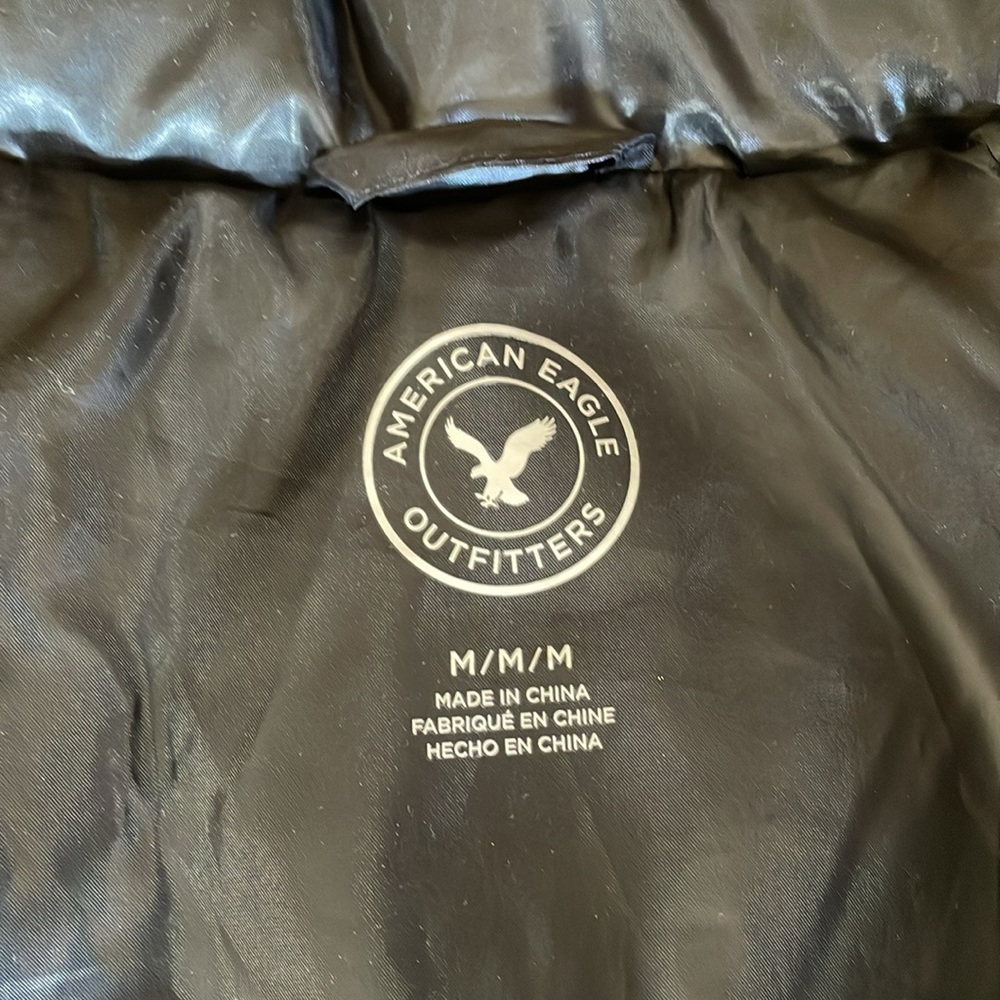 AMERICAN EAGLE
OUTFITTERS
M/M/M
MADE IN CHINA
FABRIQUÉ EN CHINE
HECHO EN CHINA